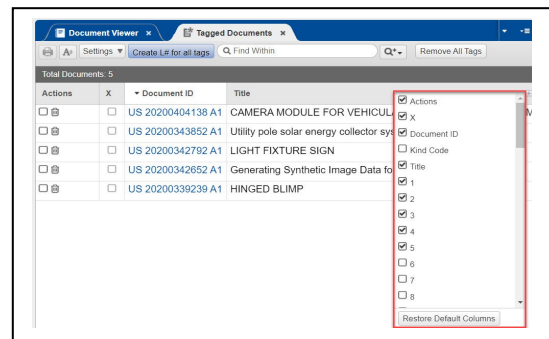 Document Viewer × Tagged Documents ×
Settings ▼ Create L# for all tags Find Within Remove All Tags
Total Documents: 5
Actions X ▾ Document ID Title
US 20200404138 A1 CAMERA MODULE FOR VEHICUL
US 20200343852 A1 Utility pole solar energy collector sys
US 20200342792 A1 LIGHT FIXTURE SIGN
US 20200342652 A1 Generating Synthetic Image Data fo
US 20200339239 A1 HINGED BLIMP
Actions
X
Document ID
Kind Code
Title
1
2
3
4
5
6
7
8
Restore Default Columns